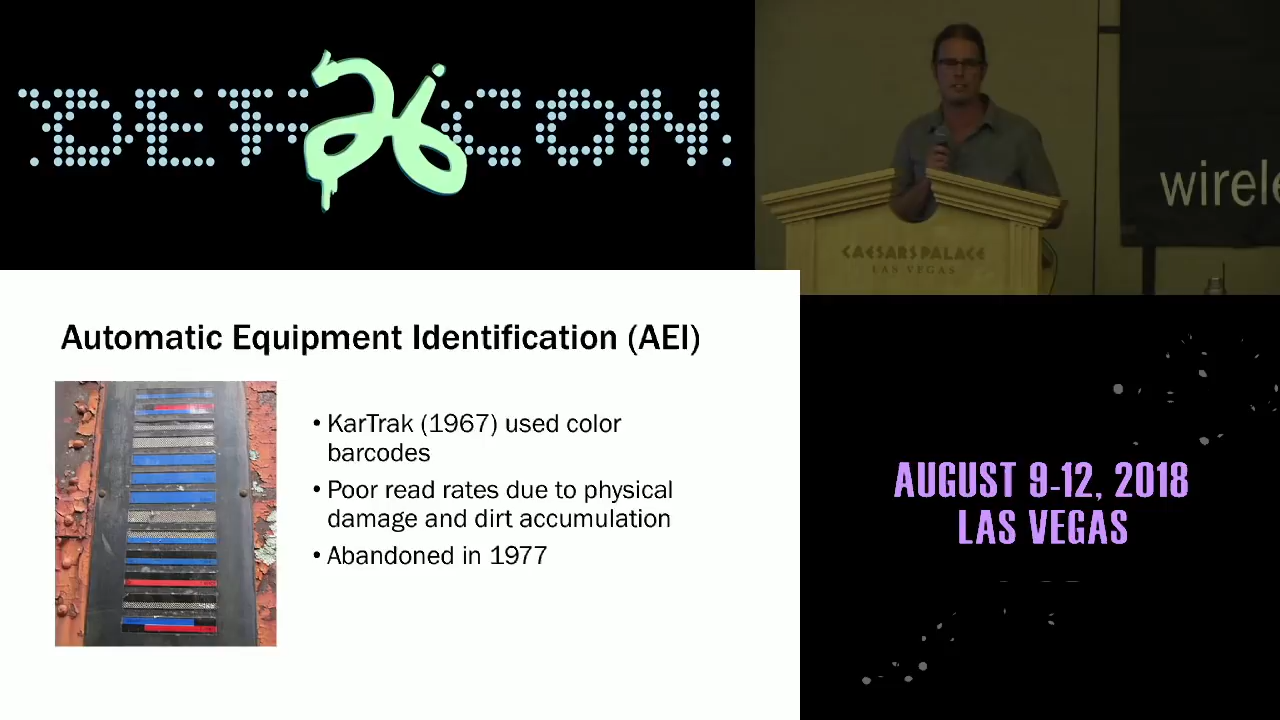 DEF CON
26
wirele
CAESARS PALACE
LAS VEGAS
Automatic Equipment Identification (AEI)
• KarTrak (1967) used color
barcodes
• Poor read rates due to physical
damage and dirt accumulation
• Abandoned in 1977
AUGUST 9-12, 2018
LAS VEGAS